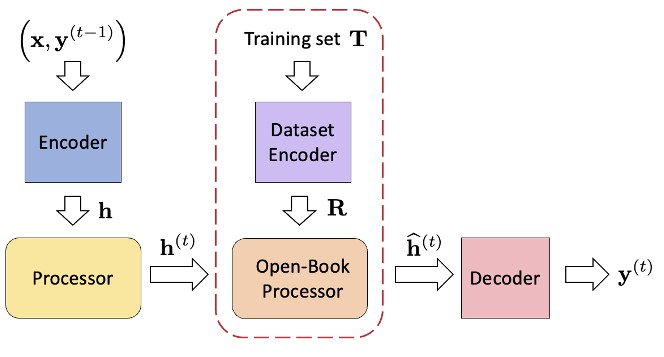 (x, y^(t−1))
Training set T
Encoder
Dataset
Encoder
h
R
Processor
h^(t)
Open-Book
Processor
ĥ^(t)
Decoder
y^(t)